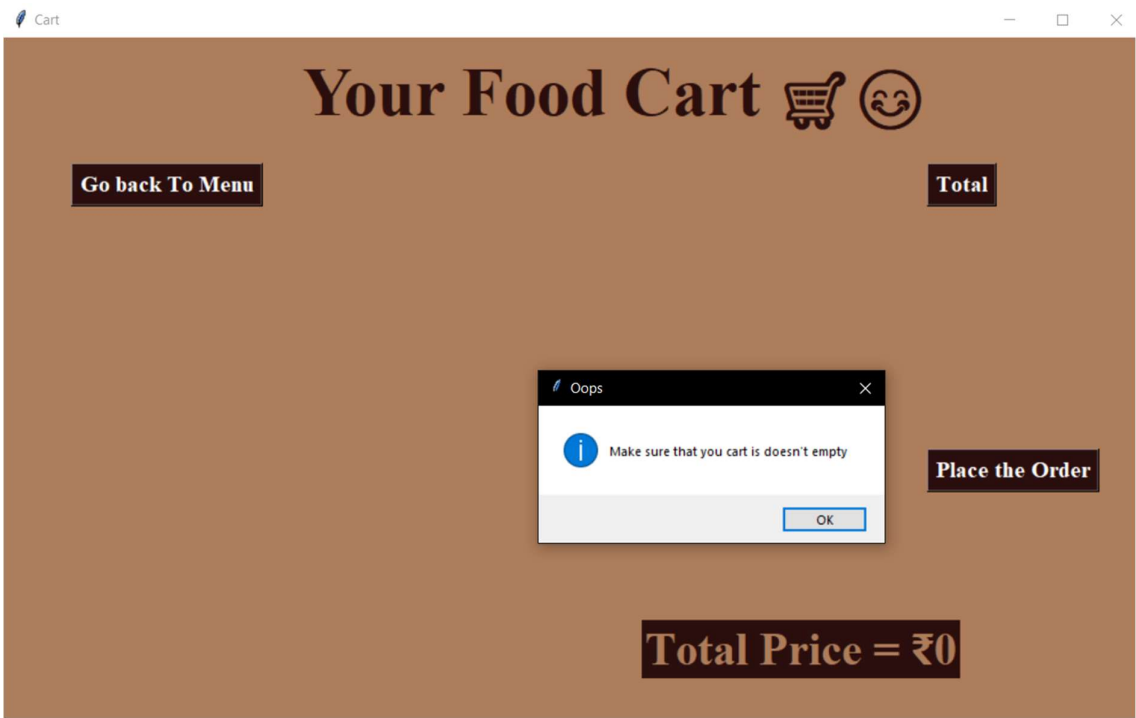 Cart
Your Food Cart 🛒 😊
Go back To Menu
Total
Oops
Make sure that you cart is doesn't empty
Place the Order
OK
Total Price = ₹0